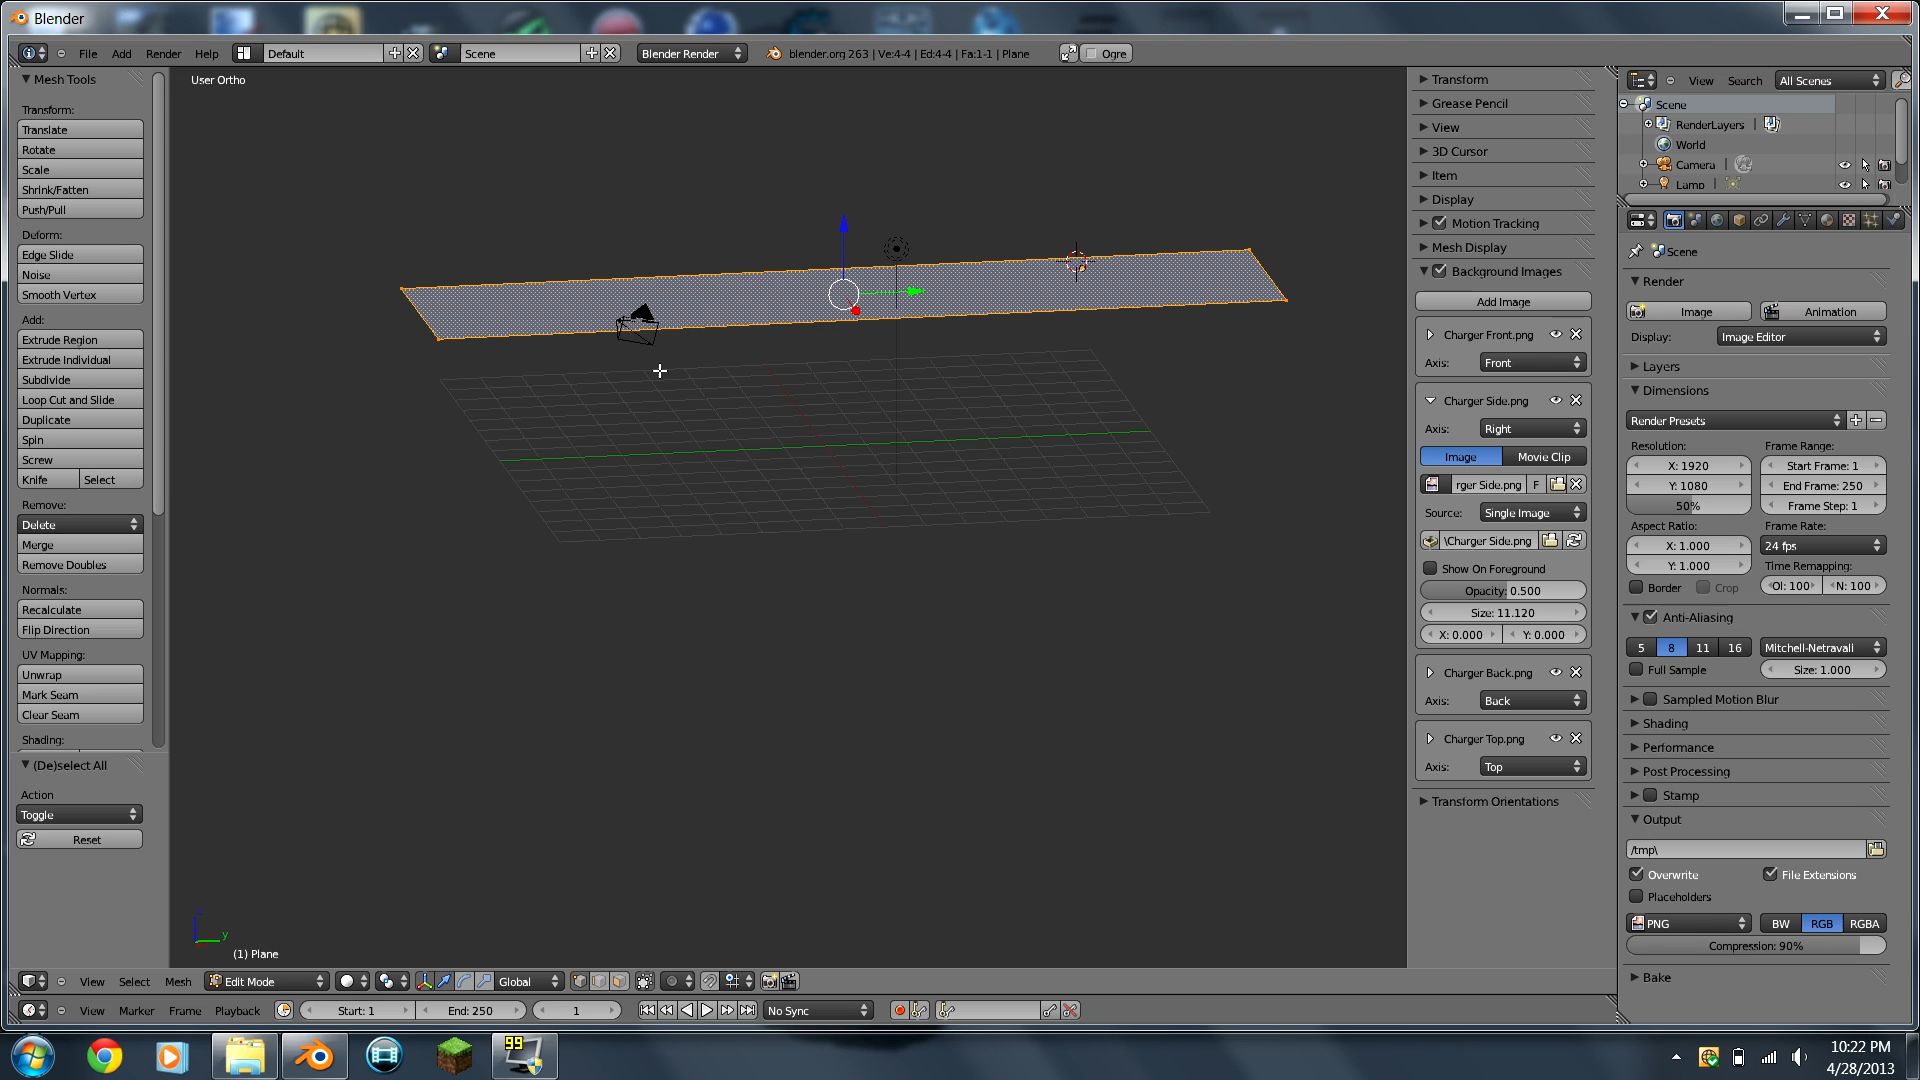 Blender
File Add Render Help Default Scene Blender Render blender.org 263 | Ve:4-4 | Ed:4-4 | Fa:1-1 | Plane Ogre
Mesh Tools
Transform:
Translate
Rotate
Scale
Shrink/Fatten
Push/Pull
Deform:
Edge Slide
Noise
Smooth Vertex
Add:
Extrude Region
Extrude Individual
Subdivide
Loop Cut and Slide
Duplicate
Spin
Screw
Knife Select
Remove:
Delete
Merge
Remove Doubles
Normals:
Recalculate
Flip Direction
UV Mapping:
Unwrap
Mark Seam
Clear Seam
Shading:
(De)select All
Action
Toggle
Reset
User Ortho
z
y
(1) Plane
Transform
Grease Pencil
View
3D Cursor
Item
Display
Motion Tracking
Mesh Display
Background Images
Add Image
Charger Front.png
Axis: Front
Charger Side.png
Axis: Right
Image Movie Clip
rger Side.png F
Source: Single Image
\Charger Side.png
Show On Foreground
Opacity: 0.500
Size: 11.120
X: 0.000 Y: 0.000
Charger Back.png
Axis: Back
Charger Top.png
Axis: Top
Transform Orientations
View Search All Scenes
Scene
RenderLayers |
World
Camera |
Lamp |
Scene
Render
Image Animation
Display: Image Editor
Layers
Dimensions
Render Presets
Resolution: Frame Range:
X: 1920 Start Frame: 1
Y: 1080 End Frame: 250
50% Frame Step: 1
Aspect Ratio: Frame Rate:
X: 1.000 24 fps
Y: 1.000 Time Remapping:
Border Crop Ol: 100 N: 100
Anti-Aliasing
5 8 11 16 Mitchell-Netravali
Full Sample Size: 1.000
Sampled Motion Blur
Shading
Performance
Post Processing
Stamp
Output
/tmp\
Overwrite File Extensions
Placeholders
PNG BW RGB RGBA
Compression: 90%
Bake
View Select Mesh Edit Mode Global
View Marker Frame Playback Start: 1 End: 250 1 No Sync
99
10:22 PM
4/28/2013